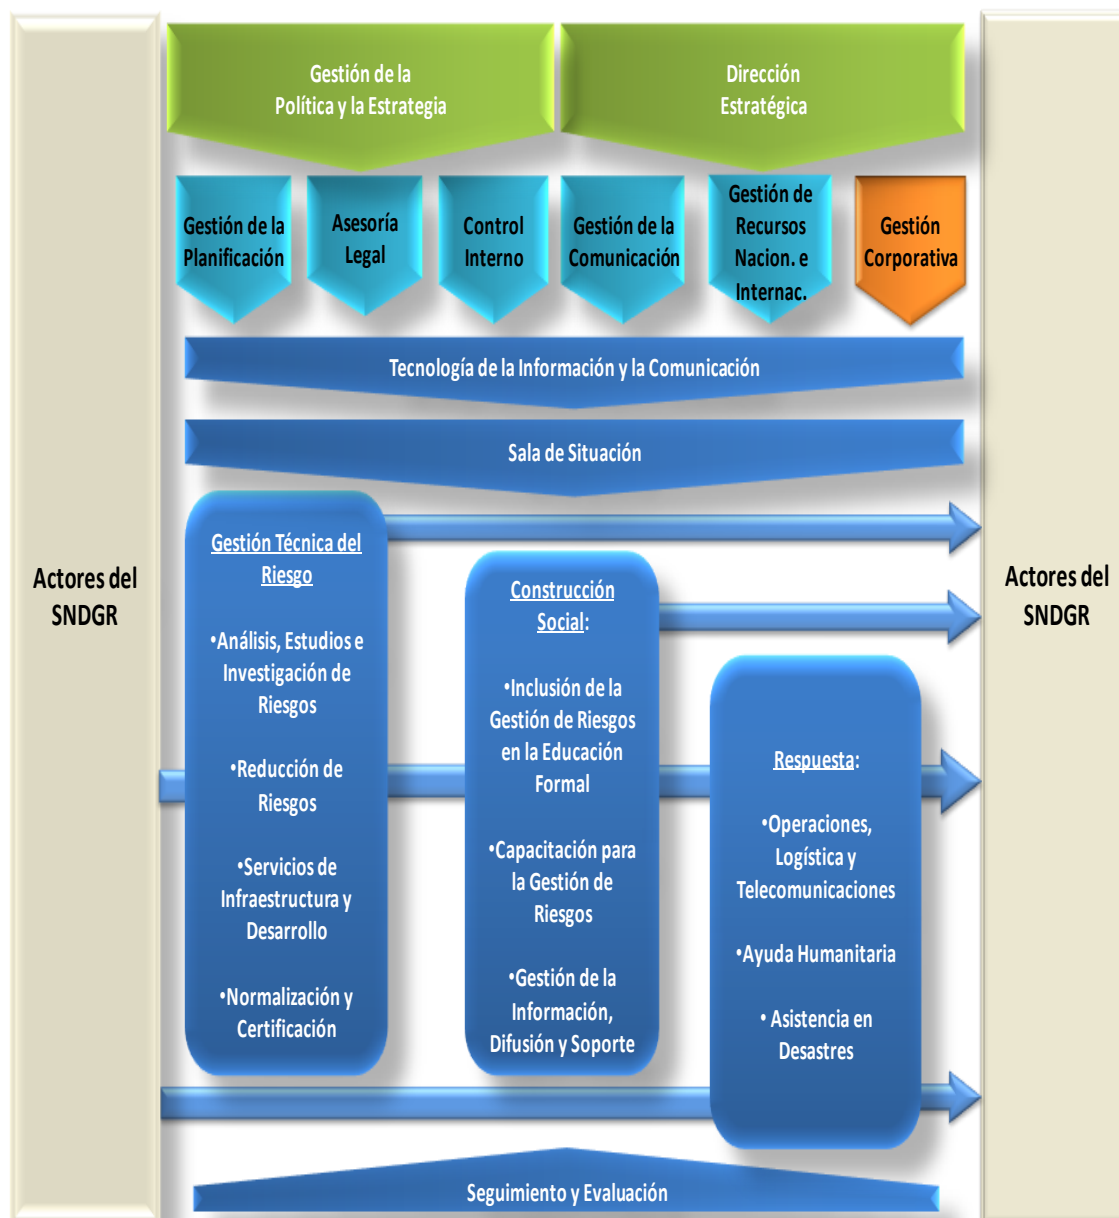 Gestión de la
Política y la Estrategia
Dirección
Estratégica
Gestión de la
Planificación
Asesoría
Legal
Control
Interno
Gestión de la
Comunicación
Gestión de
Recursos
Nacion. e
Internac.
Gestión
Corporativa
Tecnología de la Información y la Comunicación
Sala de Situación
Actores del
SNDGR
Gestión Técnica del
Riesgo
•Análisis, Estudios e
Investigación de
Riesgos
•Reducción de
Riesgos
•Servicios de
Infraestructura y
Desarrollo
•Normalización y
Certificación
Construcción
Social:
•Inclusión de la
Gestión de Riesgos
en la Educación
Formal
•Capacitación para
la Gestión de
Riesgos
•Gestión de la
Información,
Difusión y Soporte
Respuesta:
•Operaciones,
Logística y
Telecomunicaciones
•Ayuda Humanitaria
• Asistencia en
Desastres
Actores del
SNDGR
Seguimiento y Evaluación